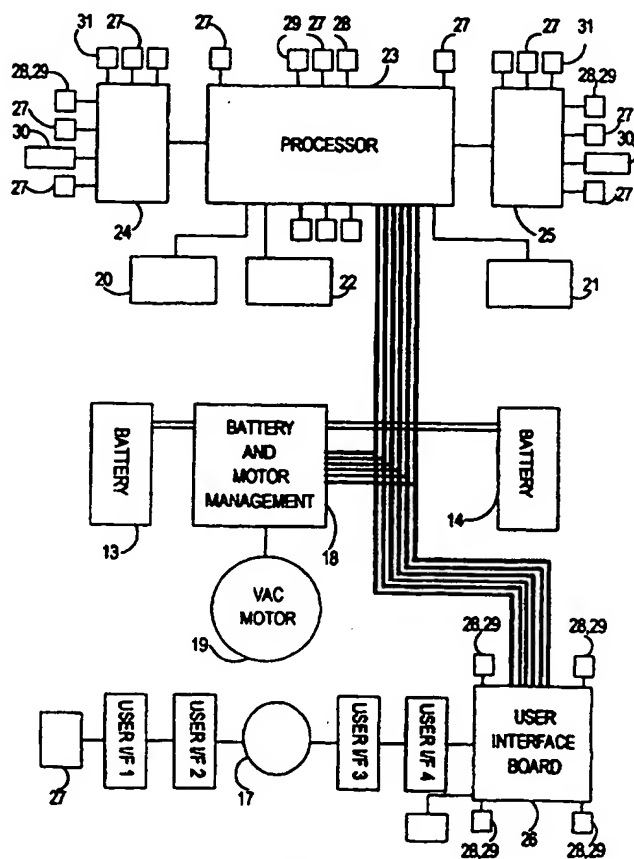 31 27 27 29 27 28 27 27 31
23
28,29 28,29
27 27
30 30
27 27
PROCESSOR
24 25
20 22 21
BATTERY
BATTERY
AND
MOTOR
MANAGEMENT
BATTERY
13 18 14
VAC
MOTOR
19
28,29 28,29
USER I/F 1
USER I/F 2
USER I/F 3
USER I/F 4
USER
INTERFACE
BOARD
27 17
26
28,29 28,29